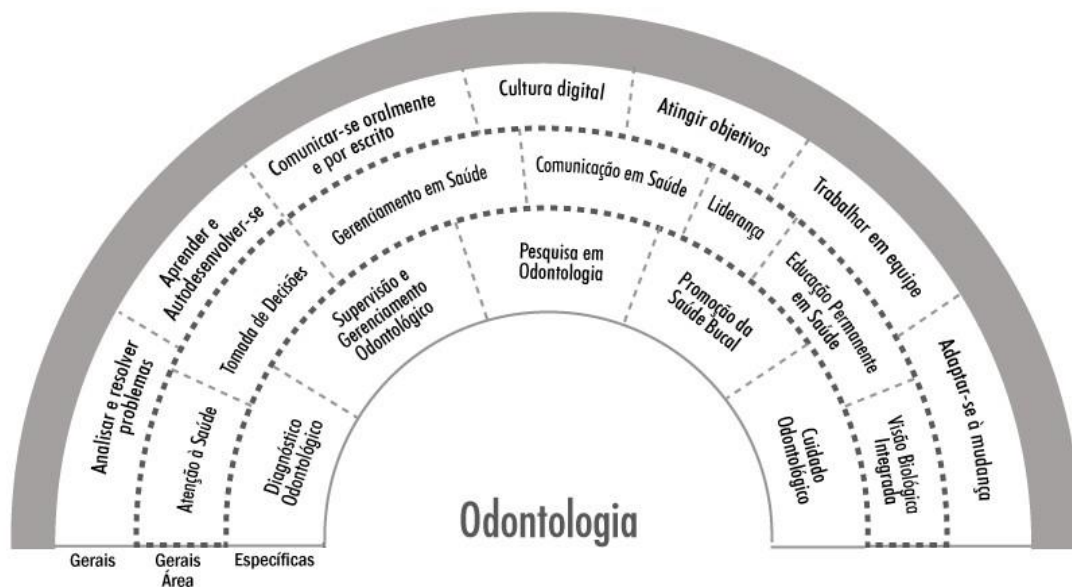 Analisar e resolver
problemas
Aprender e
Autodesenvolver-se
Comunicar-se oralmente
e por escrito
Cultura digital
Atingir objetivos
Trabalhar em equipe
Adaptar-se à mudança
Atenção à Saúde
Tomada de Decisões
Gerenciamento em Saúde
Comunicação em Saúde
Liderança
Educação Permanente
em Saúde
Visão Biológica
Integrada
Diagnóstico
Odontológico
Supervisão e
Gerenciamento
Odontológico
Pesquisa em
Odontologia
Promoção da
Saúde Bucal
Cuidado
Odontológico
Odontologia
Gerais
Gerais
Área
Específicas